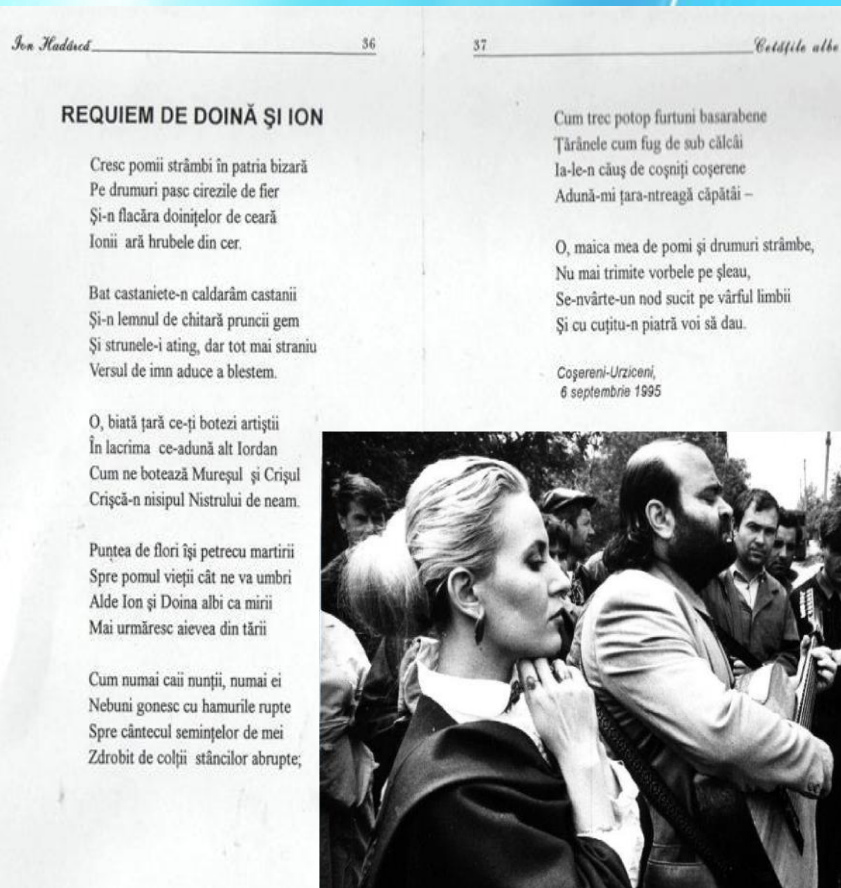 Ion Hadârcă 36
REQUIEM DE DOINĂ ŞI ION
Cresc pomii strâmbi în patria bizară
Pe drumuri pasc cirezile de fier
Şi-n flacăra doiniţelor de ceară
Ionii ară hrubele din cer.
Bat castaniete-n caldarâm castanii
Şi-n lemnul de chitară pruncii gem
Şi strunele-i ating, dar tot mai straniu
Versul de imn aduce a blestem.
O, biată ţară ce-ţi botezi artiştii
În lacrima ce-adună alt Iordan
Cum ne botează Mureşul şi Crişul
Crişcă-n nisipul Nistrului de neam.
Puntea de flori îşi petrecu martirii
Spre pomul vieţii cât ne va umbri
Alde Ion şi Doina albi ca mirii
Mai urmăresc aievea din tării
Cum numai caii nunţii, numai ei
Nebuni gonesc cu hamurile rupte
Spre cântecul seminţelor de mei
Zdrobit de colţii stâncilor abrupte;
37 Cetăţile albe
Cum trec potop furtuni basarabene
Ţărânele cum fug de sub călcâi
Ia-le-n căuş de coşniţi coşerene
Adună-mi ţara-ntreagă căpătâi –
O, maica mea de pomi şi drumuri strâmbe,
Nu mai trimite vorbele pe şleau,
Se-nvârte-un nod sucit pe vârful limbii
Şi cu cuţitu-n piatră voi să dau.
Coşereni-Urziceni,
6 septembrie 1995